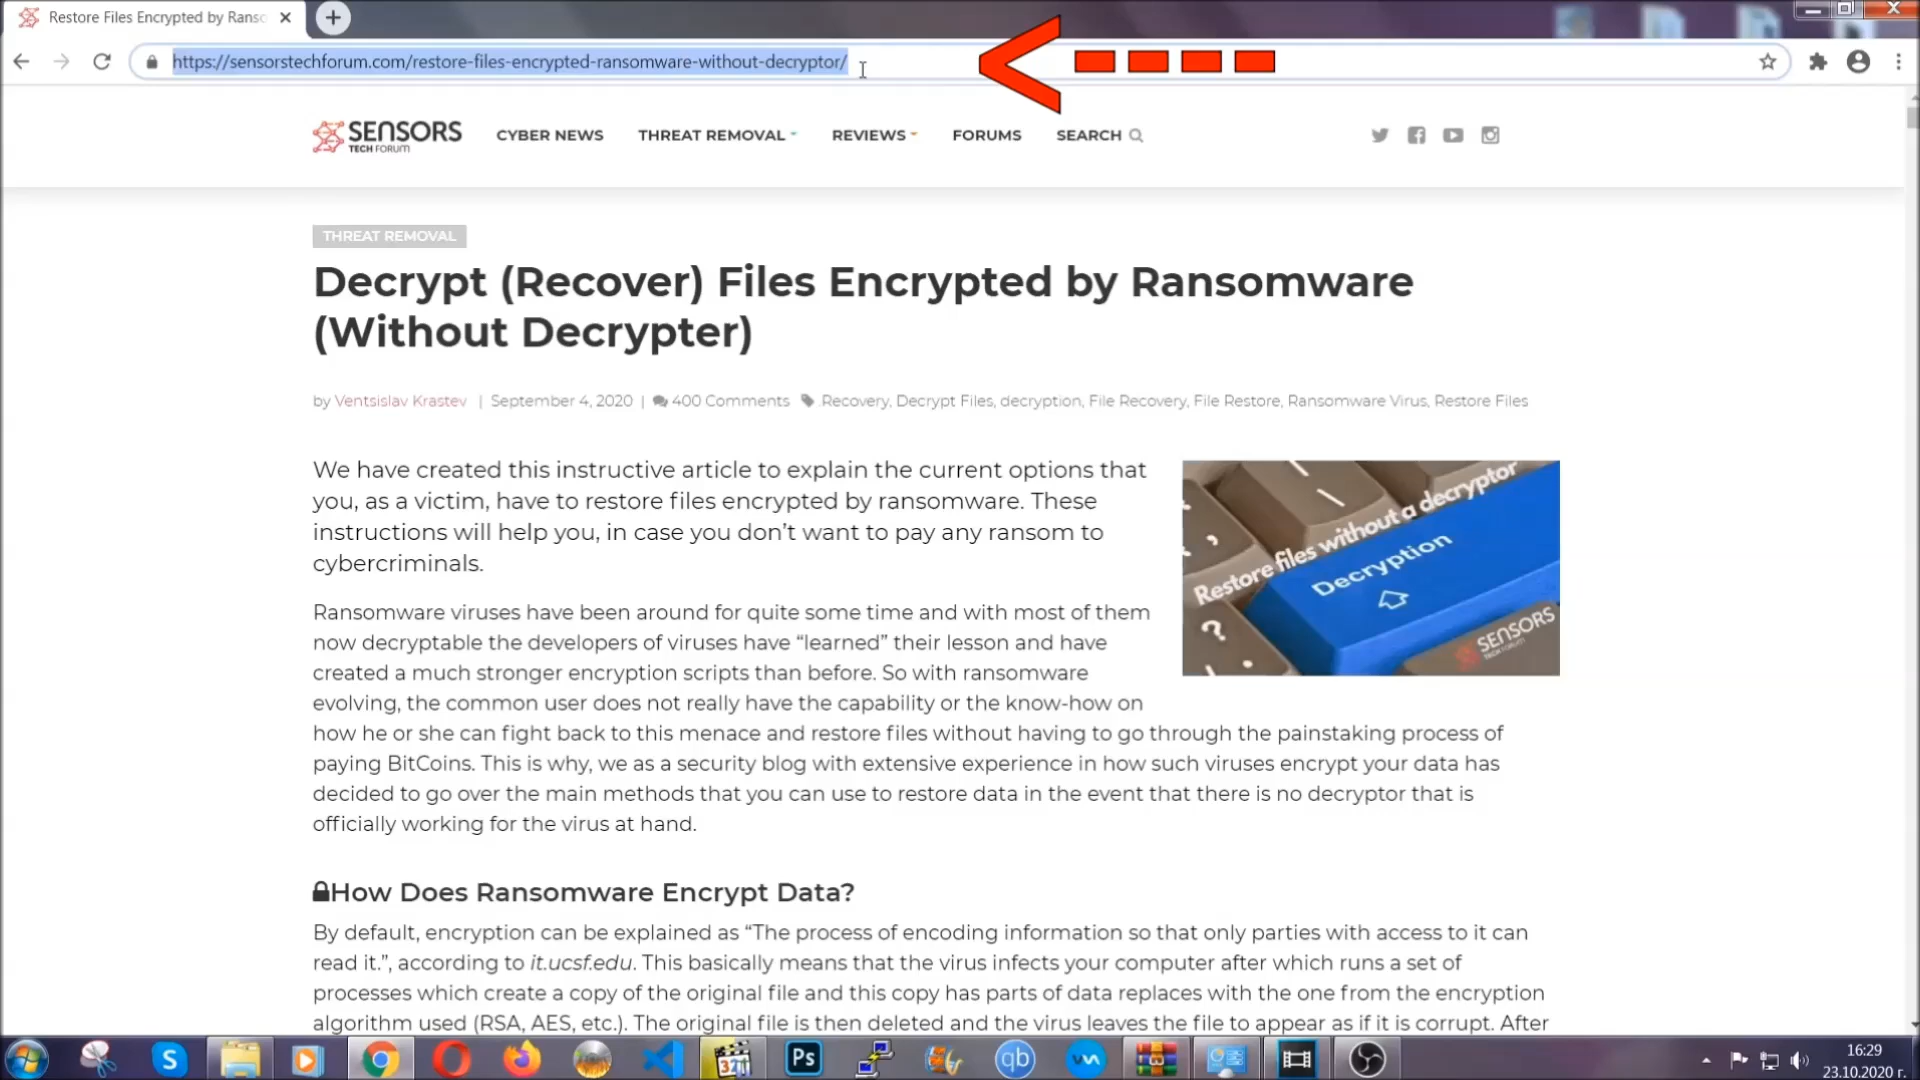 Restore Files Encrypted by Ranso
https://sensorstechforum.com/restore-files-encrypted-ransomware-without-decryptor/
SENSORS
TECH FORUM
CYBER NEWS
THREAT REMOVAL
REVIEWS
FORUMS
SEARCH
THREAT REMOVAL
Decrypt (Recover) Files Encrypted by Ransomware
(Without Decrypter)
by Ventsislav Krastev | September 4, 2020 | 400 Comments .Recovery, Decrypt Files, decryption, File Recovery, File Restore, Ransomware Virus, Restore Files
We have created this instructive article to explain the current options that
you, as a victim, have to restore files encrypted by ransomware. These
instructions will help you, in case you don’t want to pay any ransom to
cybercriminals.
Restore files without a decryptor
Decryption
SENSORS
TECH FORUM
Ransomware viruses have been around for quite some time and with most of them
now decryptable the developers of viruses have “learned” their lesson and have
created a much stronger encryption scripts than before. So with ransomware
evolving, the common user does not really have the capability or the know-how on
how he or she can fight back to this menace and restore files without having to go through the painstaking process of
paying BitCoins. This is why, we as a security blog with extensive experience in how such viruses encrypt your data has
decided to go over the main methods that you can use to restore data in the event that there is no decryptor that is
officially working for the virus at hand.
How Does Ransomware Encrypt Data?
By default, encryption can be explained as “The process of encoding information so that only parties with access to it can
read it.”, according to it.ucsf.edu. This basically means that the virus infects your computer after which runs a set of
processes which create a copy of the original file and this copy has parts of data replaces with the one from the encryption
algorithm used (RSA, AES, etc.). The original file is then deleted and the virus leaves the file to appear as if it is corrupt. After
S
321
Ps
qb
16:29
23.10.2020 г.